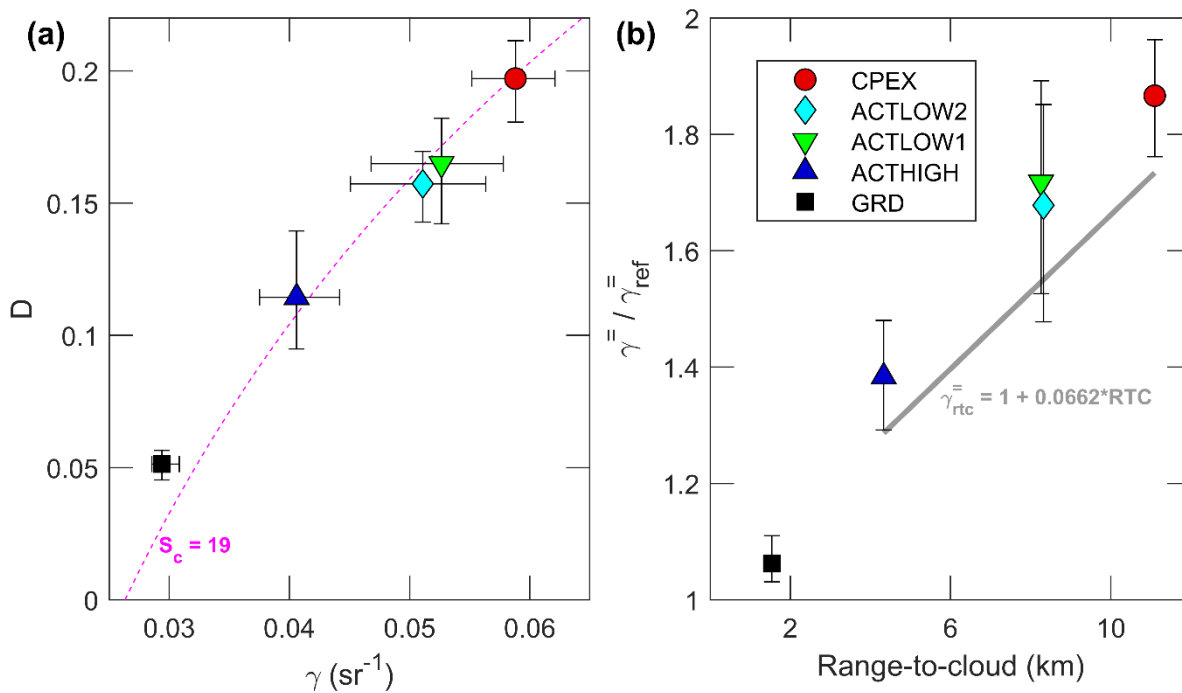 (a)
0.2
0.15
0.1
0.05
0
D
S_c = 19
0.03 0.04 0.05 0.06
γ (sr⁻¹)
(b)
2
1.8
1.6
1.4
1.2
1
γ⁼ / γ⁼_ref
CPEX
ACTLOW2
ACTLOW1
ACTHIGH
GRD
γ⁼_rtc = 1 + 0.0662*RTC
2 6 10
Range-to-cloud (km)